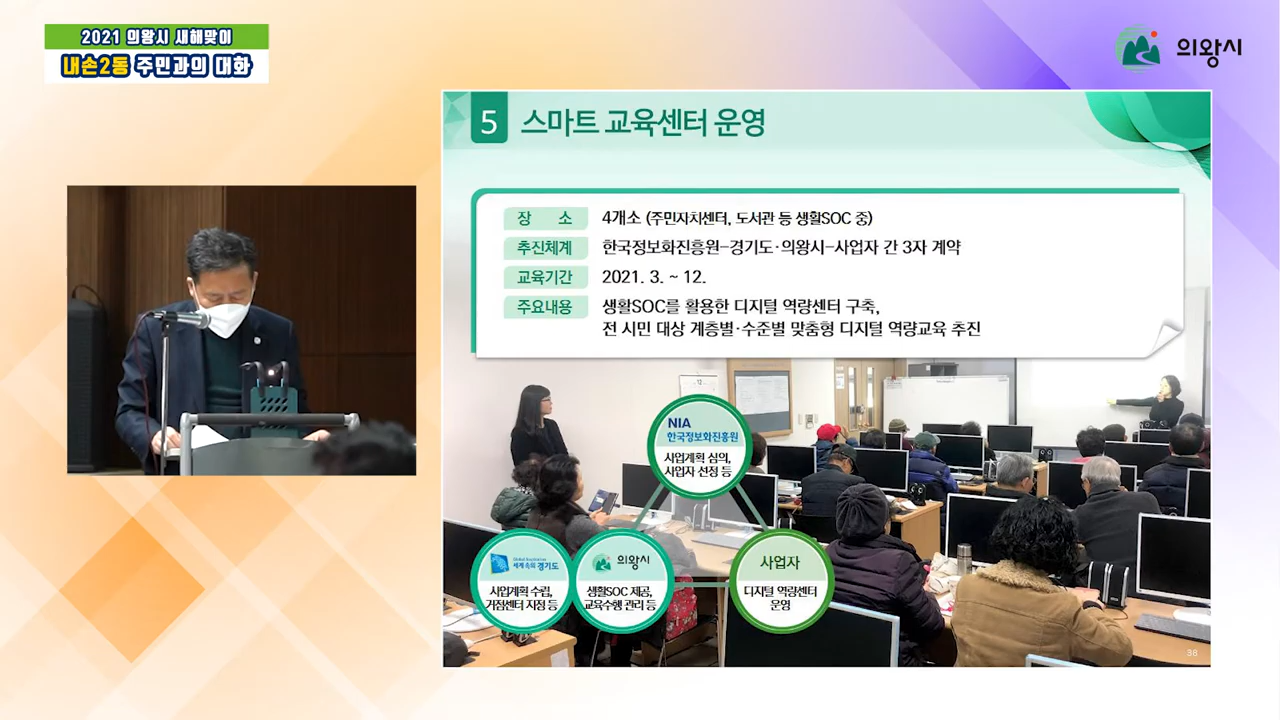 2021 의왕시 새해맞이
내손2동 주민과의 대화
의왕시
5 스마트 교육센터 운영
장 소 4개소 (주민자치센터, 도서관 등 생활SOC 중)
추진체계 한국정보화진흥원-경기도·의왕시-사업자 간 3자 계약
교육기간 2021. 3. ~ 12.
주요내용 생활SOC를 활용한 디지털 역량센터 구축,
전 시민 대상 계층별·수준별 맞춤형 디지털 역량교육 추진
NIA
한국정보화진흥원
사업계획 심의,
사업자 선정 등
세계속의 경기도
사업계획 수립,
거점센터 지정 등
의왕시
생활SOC 제공,
교육수행 관리 등
사업자
디지털 역량센터
운영
38